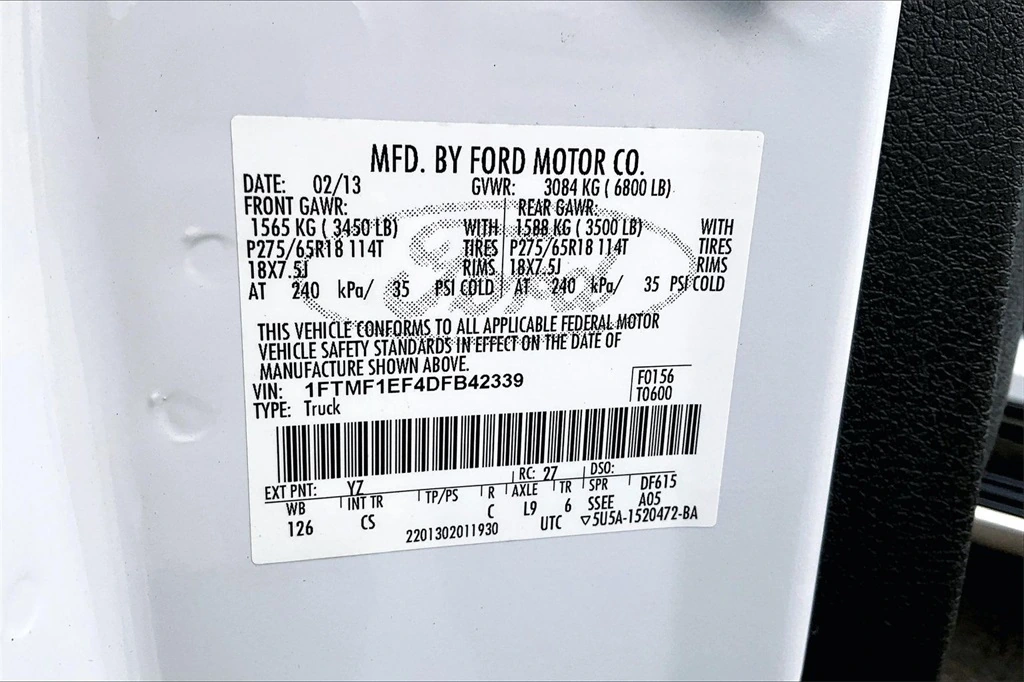 MFD. BY FORD MOTOR CO.
DATE: 02/13 GVWR: 3084 KG ( 6800 LB)
FRONT GAWR: REAR GAWR:
1565 KG ( 3450 LB) WITH 1588 KG ( 3500 LB) WITH
P275/65R18 114T TIRES P275/65R18 114T TIRES
18X7.5J RIMS 18X7.5J RIMS
AT 240 kPa/ 35 PSI COLD AT 240 kPa/ 35 PSI COLD
Ford
THIS VEHICLE CONFORMS TO ALL APPLICABLE FEDERAL MOTOR
VEHICLE SAFETY STANDARDS IN EFFECT ON THE DATE OF
MANUFACTURE SHOWN ABOVE.
VIN: 1FTMF1EF4DFB42339 F0156
TYPE: Truck T0600
EXT PNT: YZ RC: 27 DSO:
WB INT TR TP/PS R AXLE TR SPR DF615
126 CS C L9 6 SSEE A05
2201302011930 UTC ▽5U5A-1520472-BA